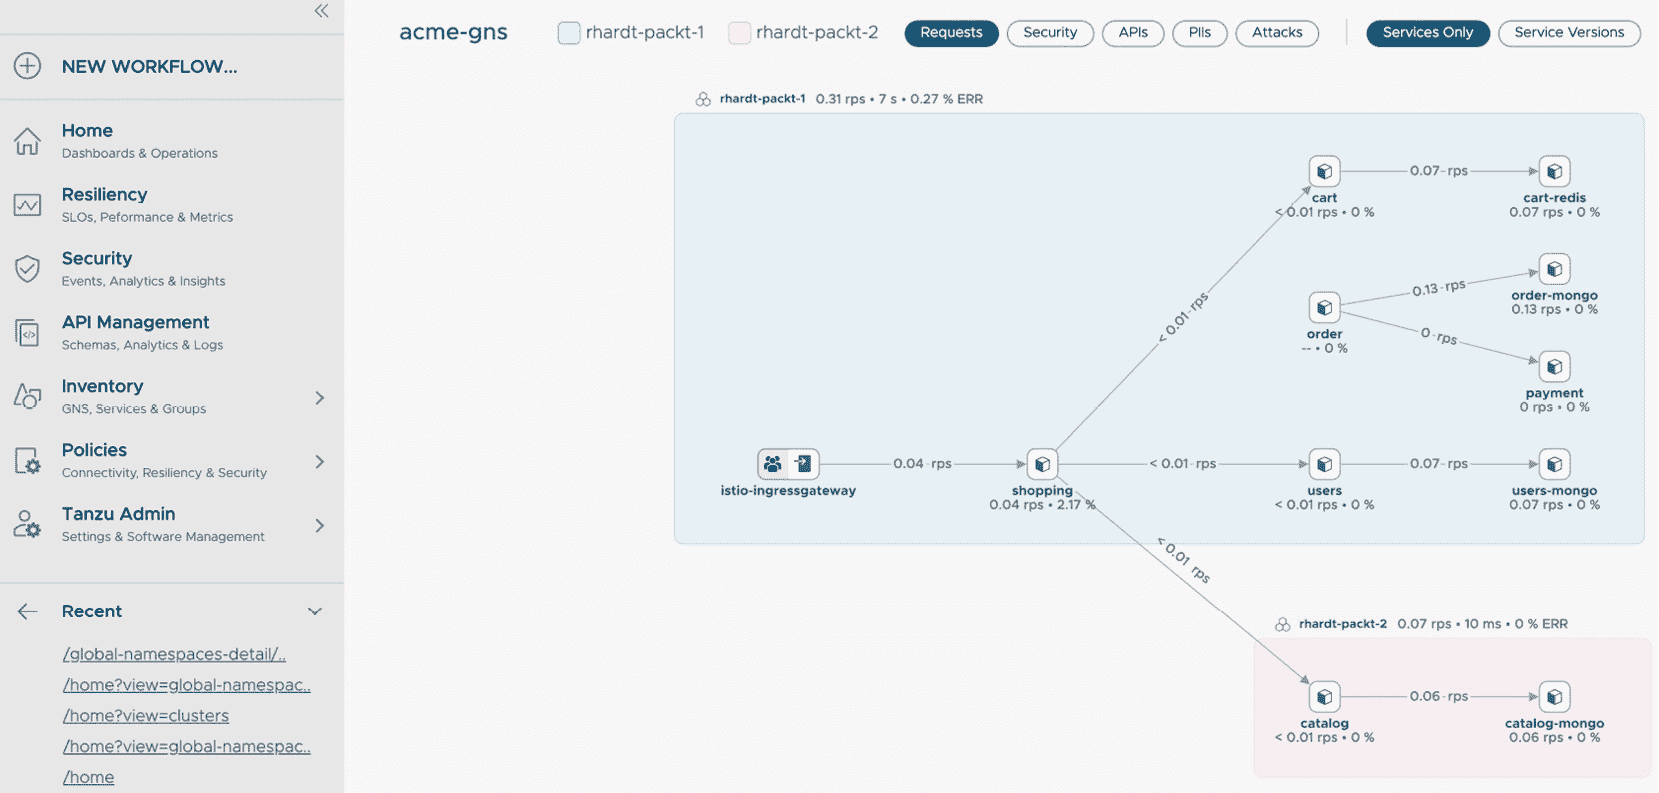 NEW WORKFLOW...
Home
Dashboards & Operations
Resiliency
SLOs, Peformance & Metrics
Security
Events, Analytics & Insights
API Management
Schemas, Analytics & Logs
Inventory
GNS, Services & Groups
Policies
Connectivity, Resiliency & Security
Tanzu Admin
Settings & Software Management
Recent
/global-namespaces-detail/..
/home?view=global-namespac..
/home?view=clusters
/home?view=global-namespac..
/home
acme-gns rhardt-packt-1 rhardt-packt-2 Requests Security APIs PIIs Attacks Services Only Service Versions
rhardt-packt-1 0.31 rps • 7 s • 0.27 % ERR
0.07 rps
cart
< 0.01 rps • 0 %
cart-redis
0.07 rps • 0 %
< 0.01 rps
0.13 rps
order-mongo
0.13 rps • 0 %
order
-- • 0 %
0 rps
payment
0 rps • 0 %
0.04 rps
< 0.01 rps
0.07 rps
istio-ingressgateway
shopping
0.04 rps • 2.17 %
users
< 0.01 rps • 0 %
users-mongo
0.07 rps • 0 %
< 0.01 rps
rhardt-packt-2 0.07 rps • 10 ms • 0 % ERR
0.06 rps
catalog
< 0.01 rps • 0 %
catalog-mongo
0.06 rps • 0 %